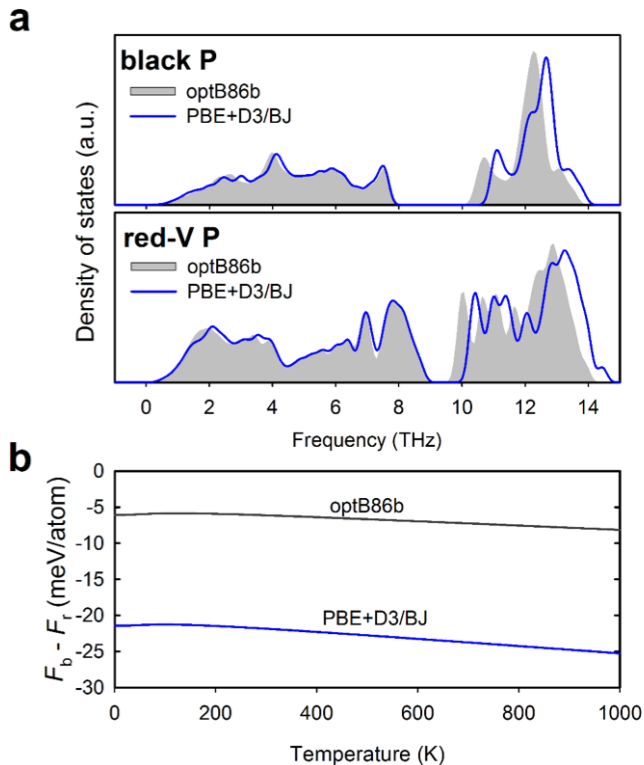 a
black P
optB86b
PBE+D3/BJ
red-V P
optB86b
PBE+D3/BJ
Density of states (a.u.)
0 2 4 6 8 10 12 14
Frequency (THz)
b
0
-5
-10
-15
-20
-25
-30
optB86b
PBE+D3/BJ
F_b - F_r (meV/atom)
0 200 400 600 800 1000
Temperature (K)